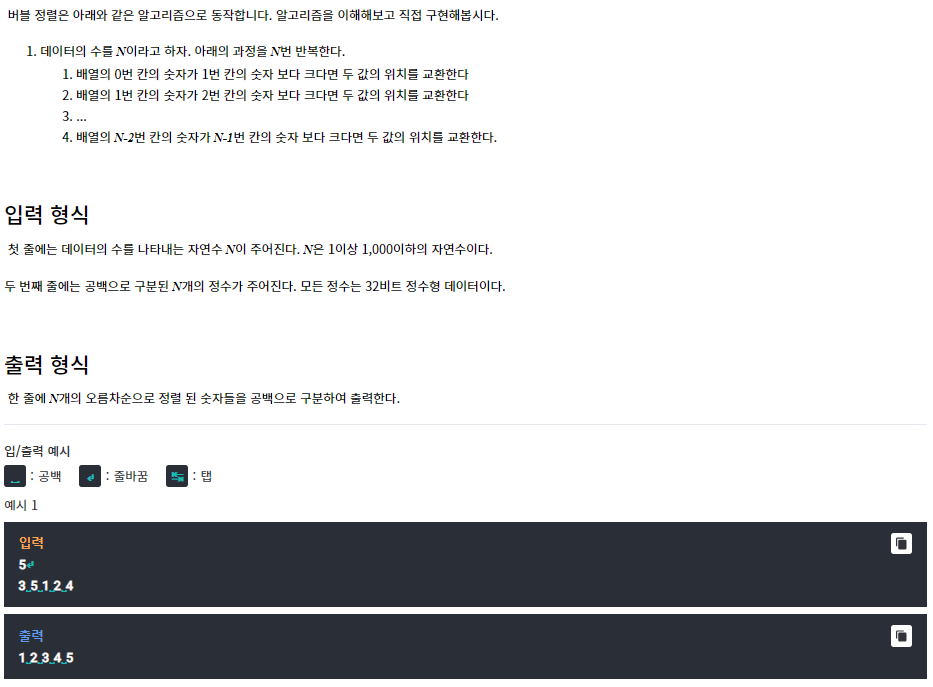 버블 정렬은 아래와 같은 알고리즘으로 동작합니다. 알고리즘을 이해해보고 직접 구현해봅시다.
1. 데이터의 수를 N이라고 하자. 아래의 과정을 N번 반복한다.
1. 배열의 0번 칸의 숫자가 1번 칸의 숫자 보다 크다면 두 값의 위치를 교환한다
2. 배열의 1번 칸의 숫자가 2번 칸의 숫자 보다 크다면 두 값의 위치를 교환한다
3. ...
4. 배열의 N-2번 칸의 숫자가 N-1번 칸의 숫자 보다 크다면 두 값의 위치를 교환한다.
입력 형식
첫 줄에는 데이터의 수를 나타내는 자연수 N이 주어진다. N은 1이상 1,000이하의 자연수이다.
두 번째 줄에는 공백으로 구분된 N개의 정수가 주어진다. 모든 정수는 32비트 정수형 데이터이다.
출력 형식
한 줄에 N개의 오름차순으로 정렬 된 숫자들을 공백으로 구분하여 출력한다.
입/출력 예시
⎵ : 공백 ↵ : 줄바꿈 ↹ : 탭
예시 1
입력
5↵
3⎵5⎵1⎵2⎵4
출력
1⎵2⎵3⎵4⎵5